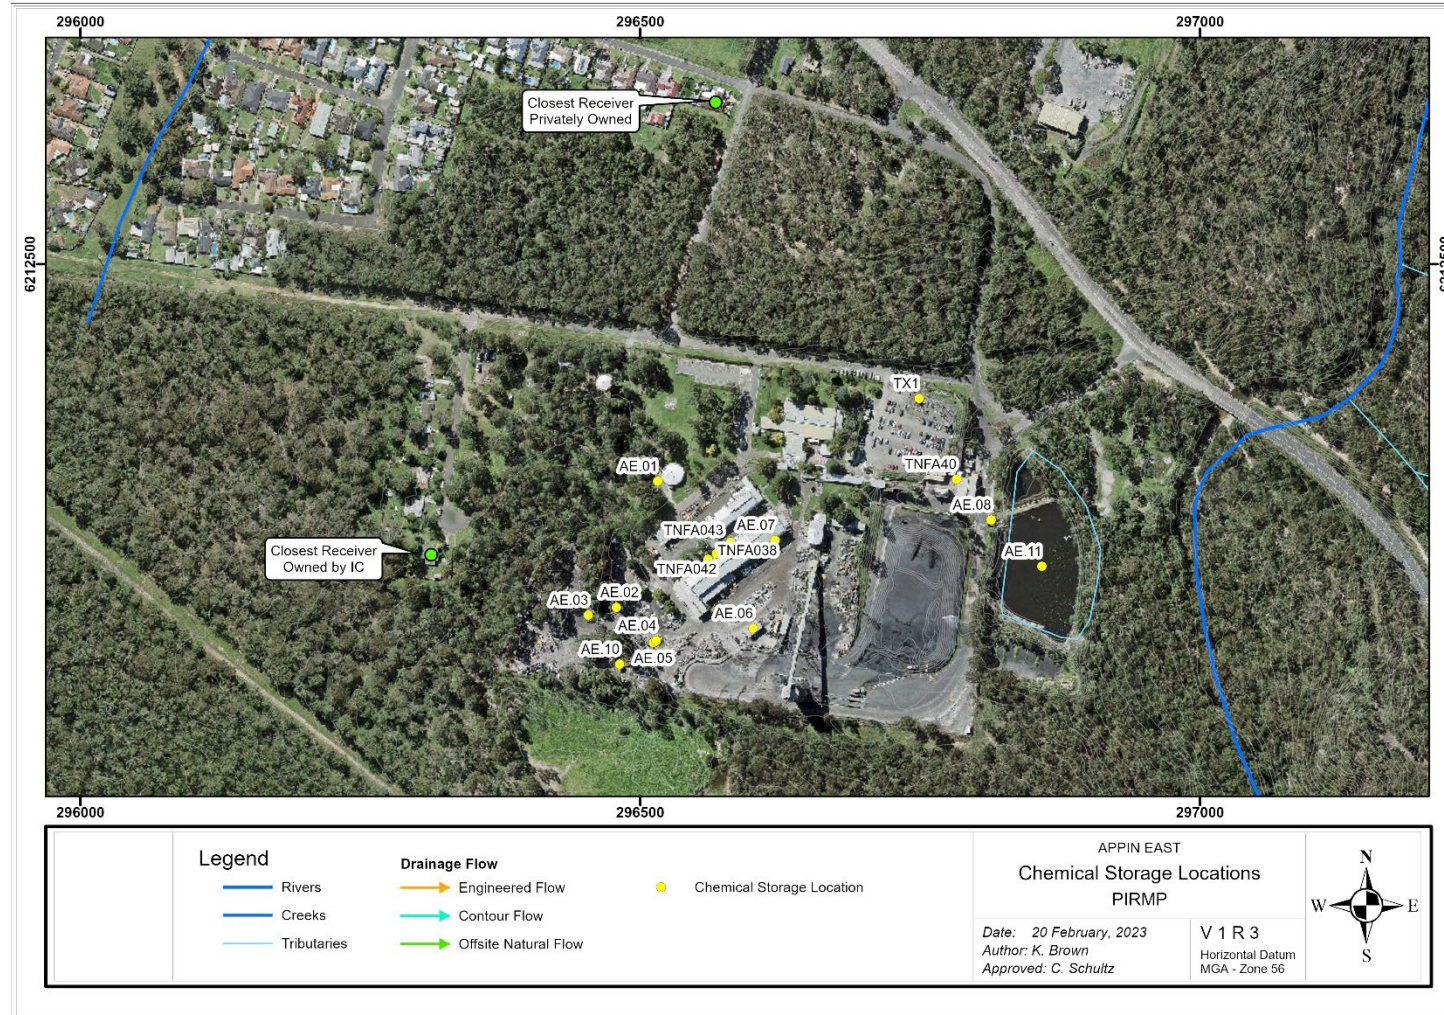 296000
296500
297000
Closest Receiver
Privately Owned
6212500
6212500
TX1
AE.01
TNFA40
AE.08
TNFA043
AE.07
TNFA038
TNFA042
AE.11
Closest Receiver
Owned by IC
AE.03
AE.02
AE.04
AE.06
AE.10
AE.05
296000
296500
297000
Legend
Rivers
Creeks
Tributaries
Drainage Flow
Engineered Flow
Contour Flow
Offsite Natural Flow
Chemical Storage Location
APPIN EAST
Chemical Storage Locations
PIRMP
Date: 20 February, 2023
Author: K. Brown
Approved: C. Schultz
V 1 R 3
Horizontal Datum
MGA - Zone 56
N
W
E
S